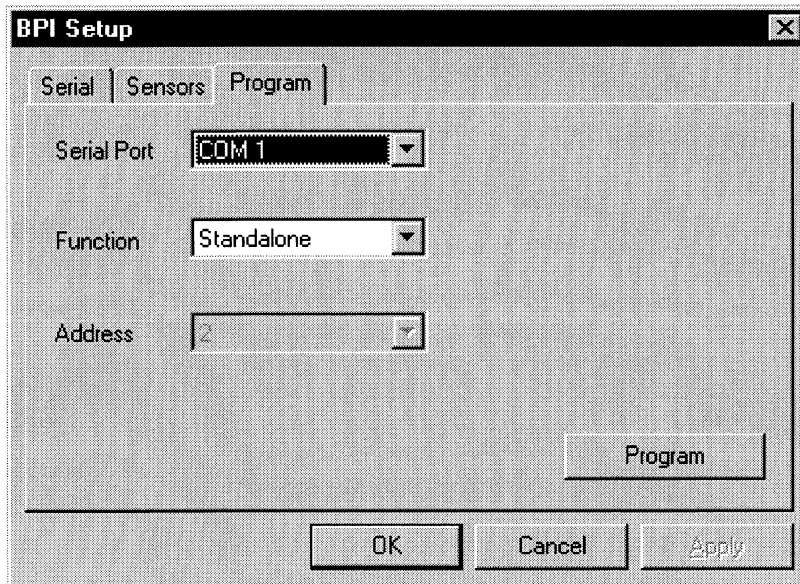 BPI Setup
Serial Sensors Program
Serial Port COM 1
Function Standalone
Address 2
Program
OK Cancel Apply